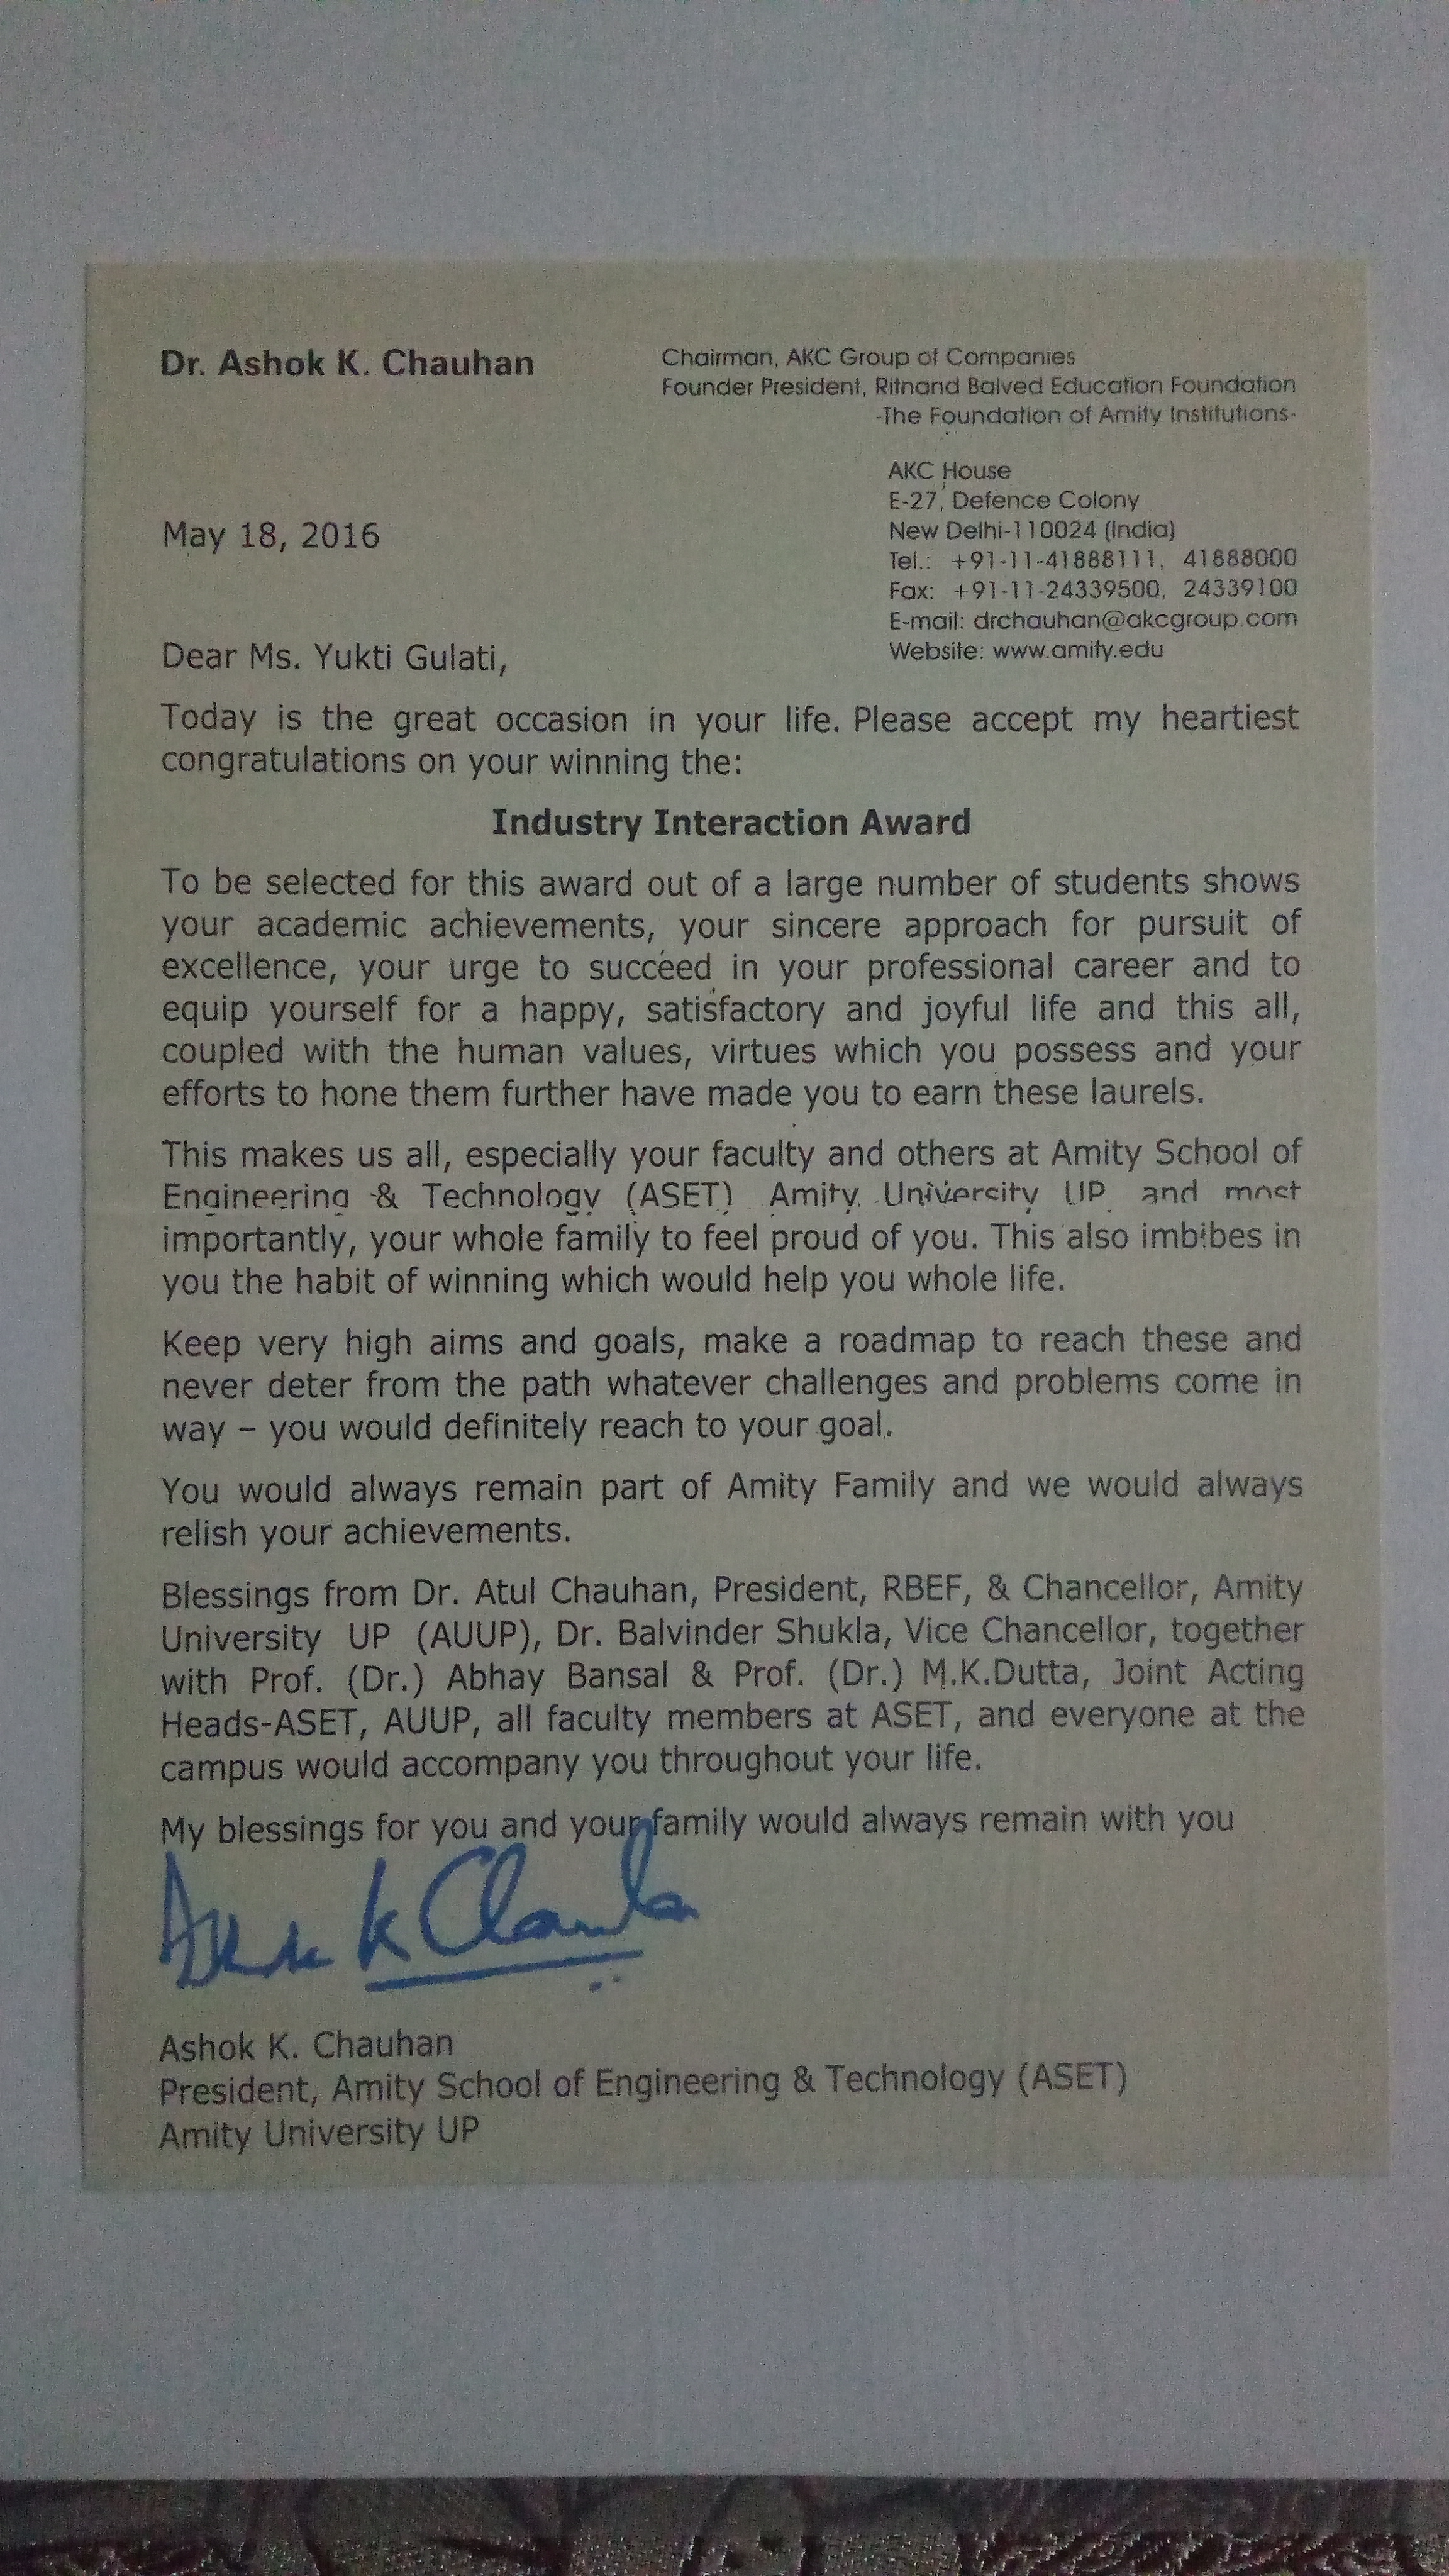 Dr. Ashok K. Chauhan
Chairman, AKC Group of Companies
Founder President, Ritnand Balved Education Foundation
-The Foundation of Amity Institutions-
AKC House
E-27, Defence Colony
New Delhi-110024 (India)
Tel.: +91-11-41888111, 41888000
Fax: +91-11-24339500, 24339100
E-mail: drchauhan@akcgroup.com
Website: www.amity.edu
May 18, 2016
Dear Ms. Yukti Gulati,
Today is the great occasion in your life. Please accept my heartiest
congratulations on your winning the:
Industry Interaction Award
To be selected for this award out of a large number of students shows
your academic achievements, your sincere approach for pursuit of
excellence, your urge to succeed in your professional career and to
equip yourself for a happy, satisfactory and joyful life and this all,
coupled with the human values, virtues which you possess and your
efforts to hone them further have made you to earn these laurels.
This makes us all, especially your faculty and others at Amity School of
Engineering & Technology (ASET) Amity University UP and most
importantly, your whole family to feel proud of you. This also imbibes in
you the habit of winning which would help you whole life.
Keep very high aims and goals, make a roadmap to reach these and
never deter from the path whatever challenges and problems come in
way – you would definitely reach to your goal.
You would always remain part of Amity Family and we would always
relish your achievements.
Blessings from Dr. Atul Chauhan, President, RBEF, & Chancellor, Amity
University UP (AUUP), Dr. Balvinder Shukla, Vice Chancellor, together
with Prof. (Dr.) Abhay Bansal & Prof. (Dr.) M.K.Dutta, Joint Acting
Heads-ASET, AUUP, all faculty members at ASET, and everyone at the
campus would accompany you throughout your life.
My blessings for you and your family would always remain with you
Ashok K Chauhan
Ashok K. Chauhan
President, Amity School of Engineering & Technology (ASET)
Amity University UP